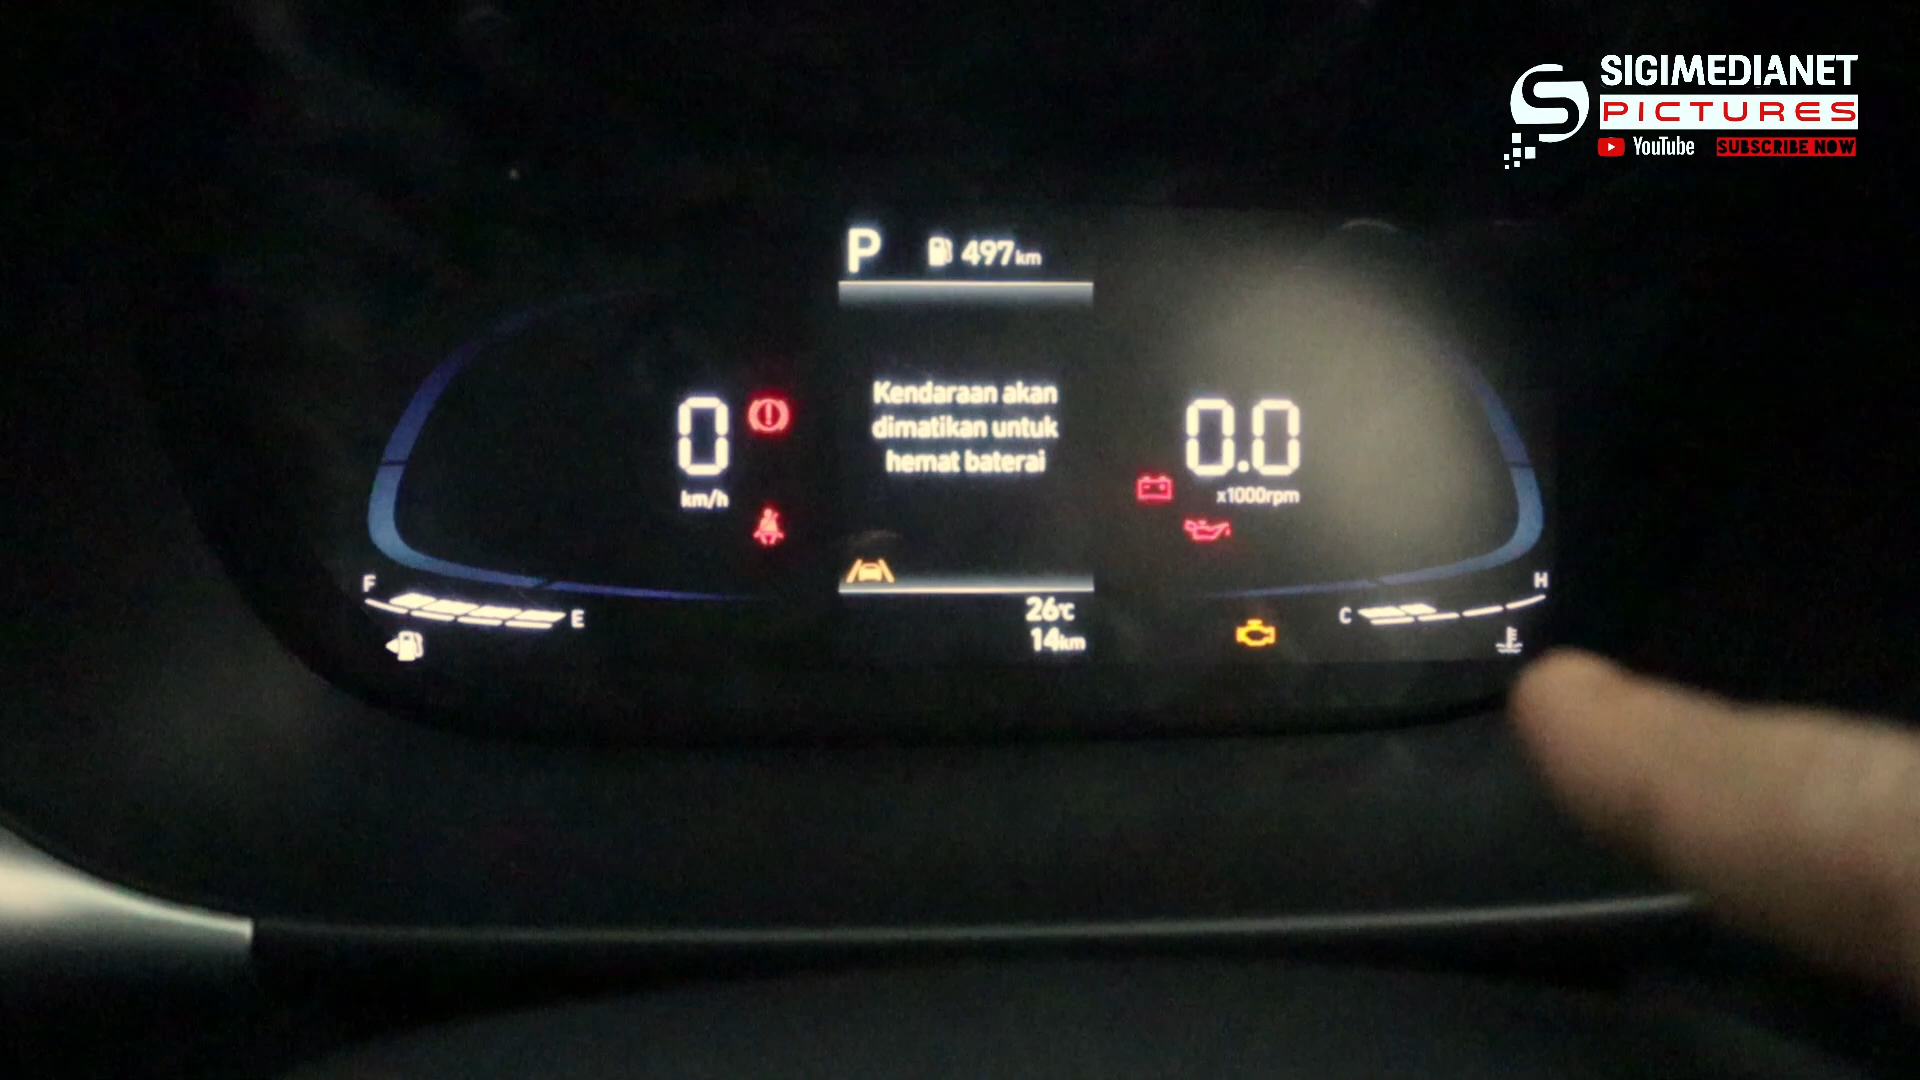 SIGIMEDIANET
PICTURES
YouTube SUBSCRIBE NOW
P 497km
Kendaraan akan
dimatikan untuk
hemat baterai
0
km/h
0.0
x1000rpm
F
E
26°C
14km
C
H